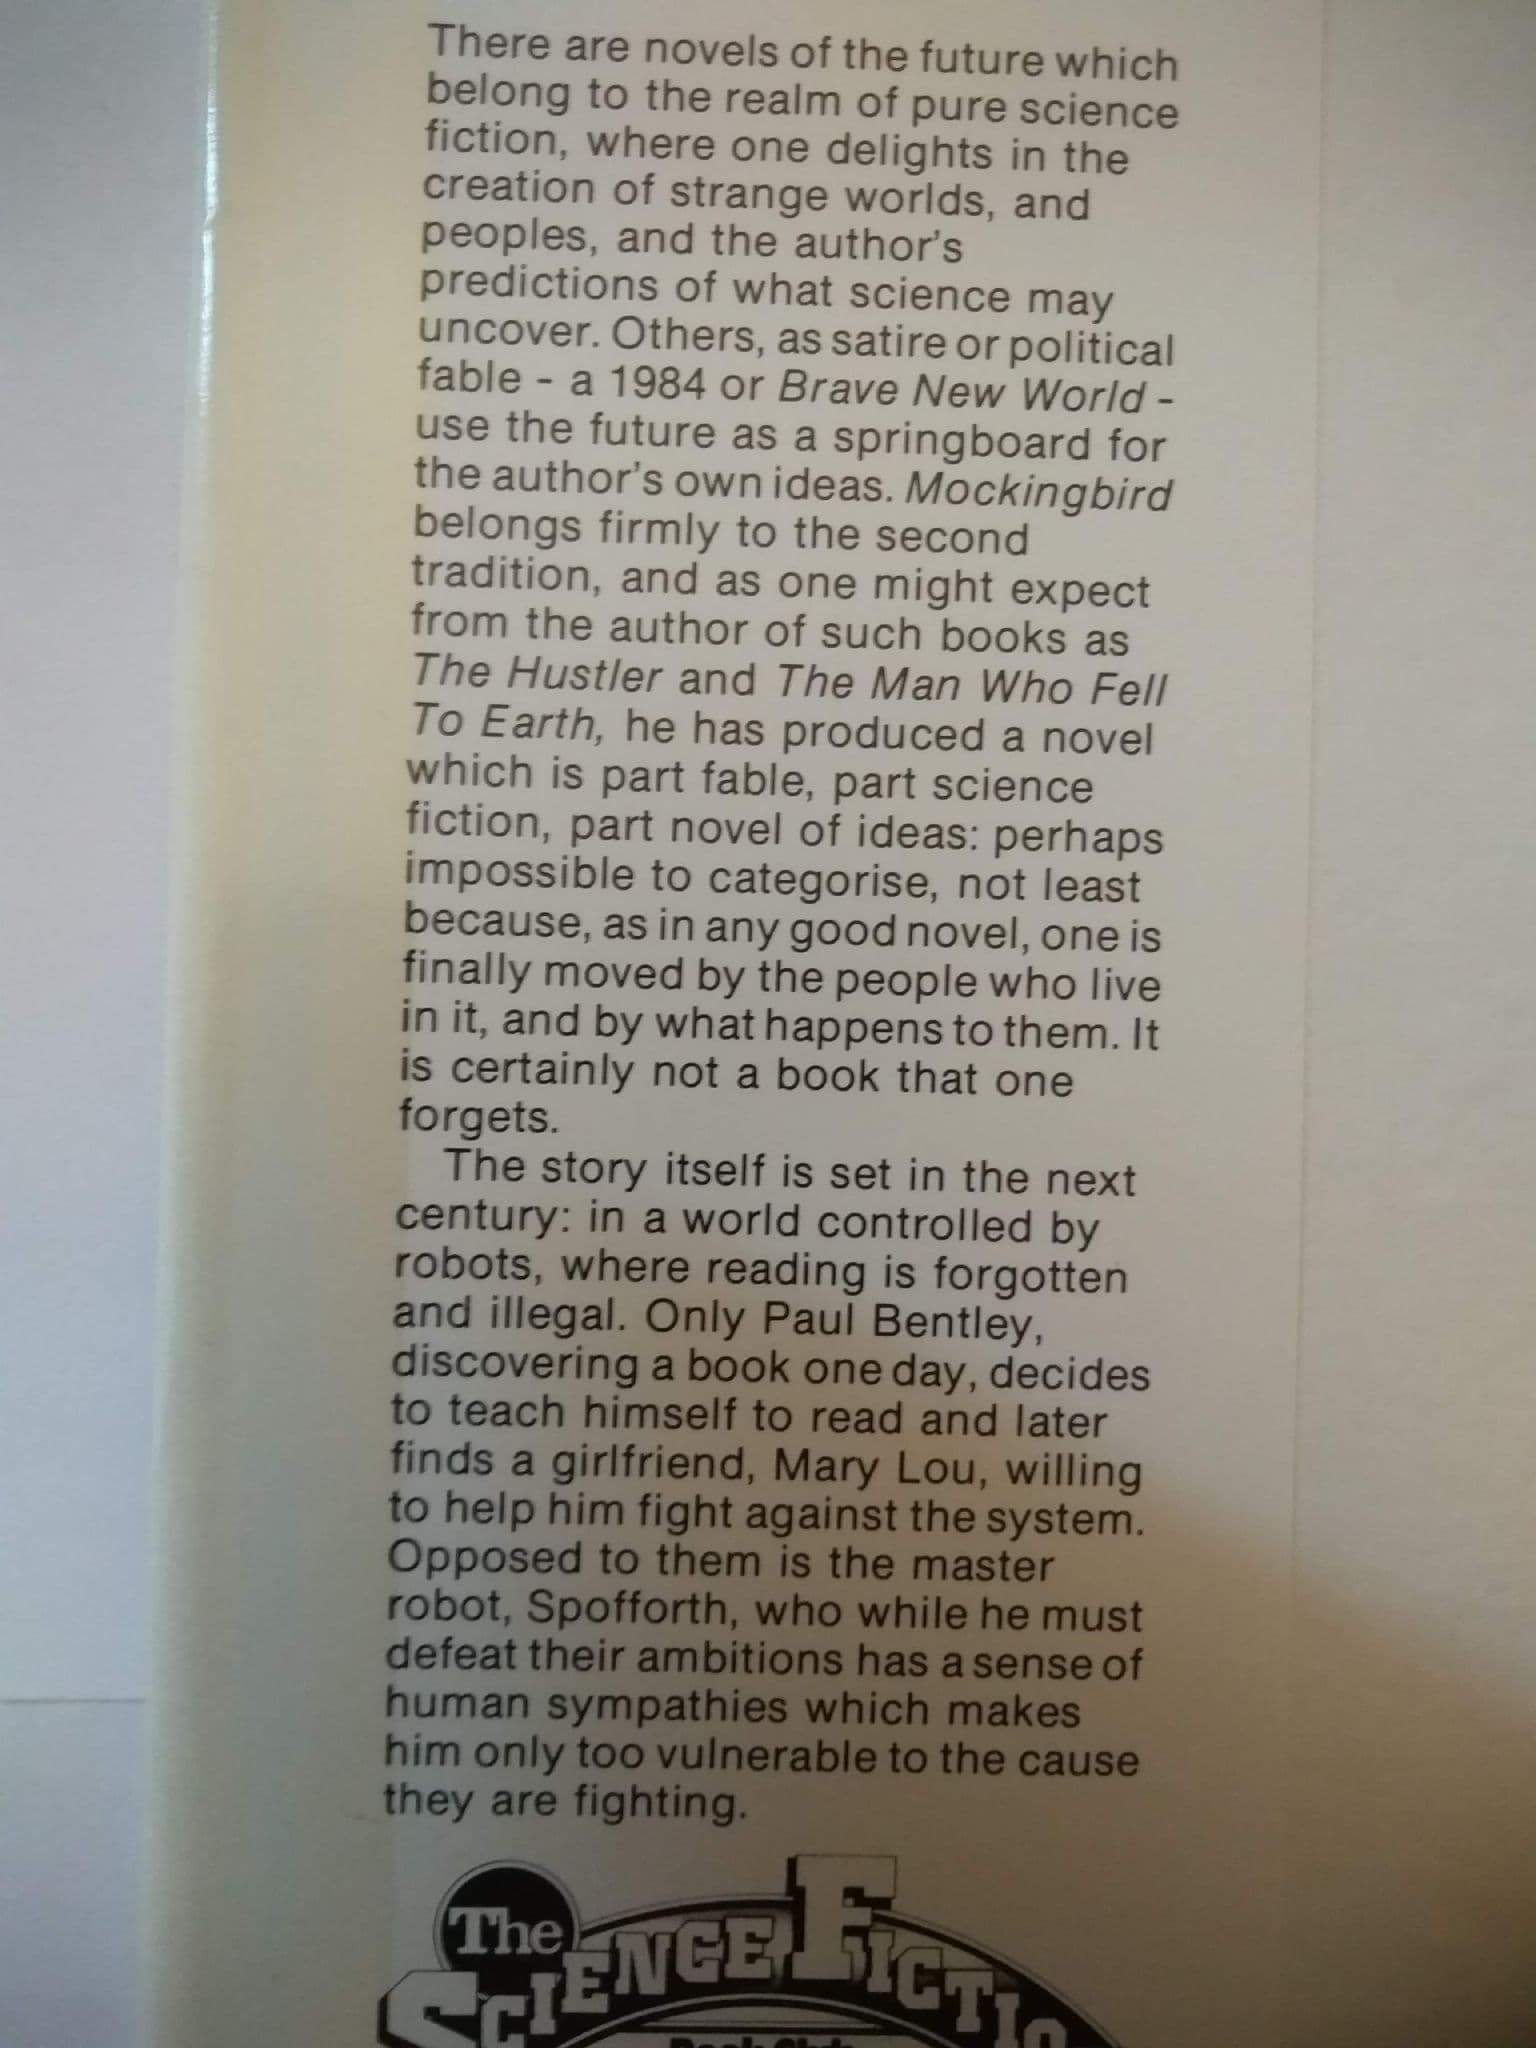 There are novels of the future which
belong to the realm of pure science
fiction, where one delights in the
creation of strange worlds, and
peoples, and the author's
predictions of what science may
uncover. Others, as satire or political
fable - a 1984 or Brave New World -
use the future as a springboard for
the author's own ideas. Mockingbird
belongs firmly to the second
tradition, and as one might expect
from the author of such books as
The Hustler and The Man Who Fell
To Earth, he has produced a novel
which is part fable, part science
fiction, part novel of ideas: perhaps
impossible to categorise, not least
because, as in any good novel, one is
finally moved by the people who live
in it, and by what happens to them. It
is certainly not a book that one
forgets.
The story itself is set in the next
century: in a world controlled by
robots, where reading is forgotten
and illegal. Only Paul Bentley,
discovering a book one day, decides
to teach himself to read and later
finds a girlfriend, Mary Lou, willing
to help him fight against the system.
Opposed to them is the master
robot, Spofforth, who while he must
defeat their ambitions has a sense of
human sympathies which makes
him only too vulnerable to the cause
they are fighting.
The
SCIENCE FICTIO